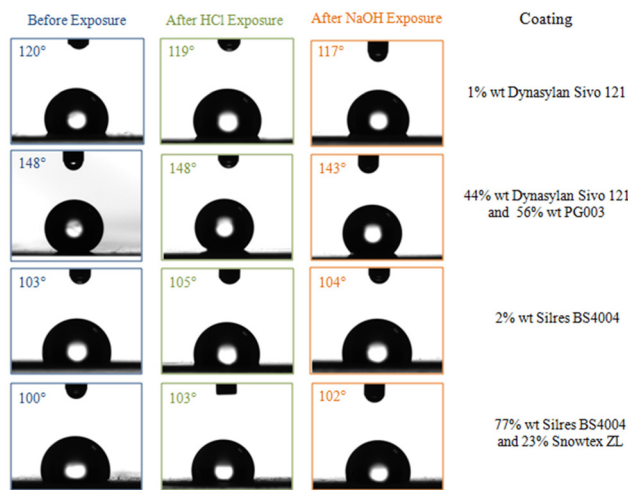 Before Exposure
After HCl Exposure
After NaOH Exposure
Coating
120°
119°
117°
1% wt Dynasylan Sivo 121
148°
148°
143°
44% wt Dynasylan Sivo 121
and 56% wt PG003
103°
105°
104°
2% wt Silres BS4004
100°
103°
102°
77% wt Silres BS4004
and 23% Snowtex ZL